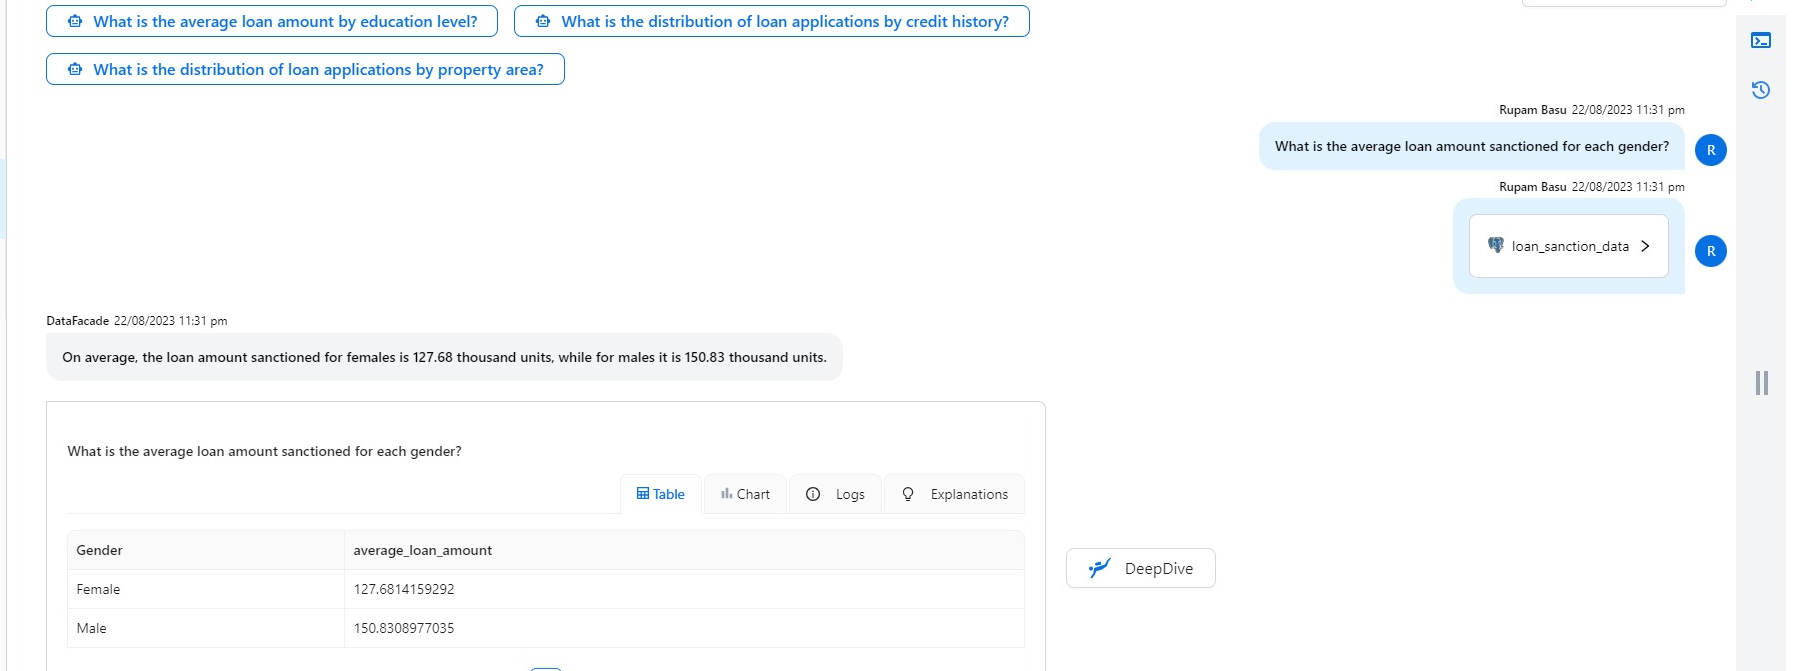 What is the average loan amount by education level?
What is the distribution of loan applications by credit history?
What is the distribution of loan applications by property area?
Rupam Basu 22/08/2023 11:31 pm
What is the average loan amount sanctioned for each gender?
R
Rupam Basu 22/08/2023 11:31 pm
loan_sanction_data
R
DataFacade 22/08/2023 11:31 pm
On average, the loan amount sanctioned for females is 127.68 thousand units, while for males it is 150.83 thousand units.
What is the average loan amount sanctioned for each gender?
Table Chart Logs Explanations
Gender average_loan_amount
DeepDive
Female 127.6814159292
Male 150.8308977035